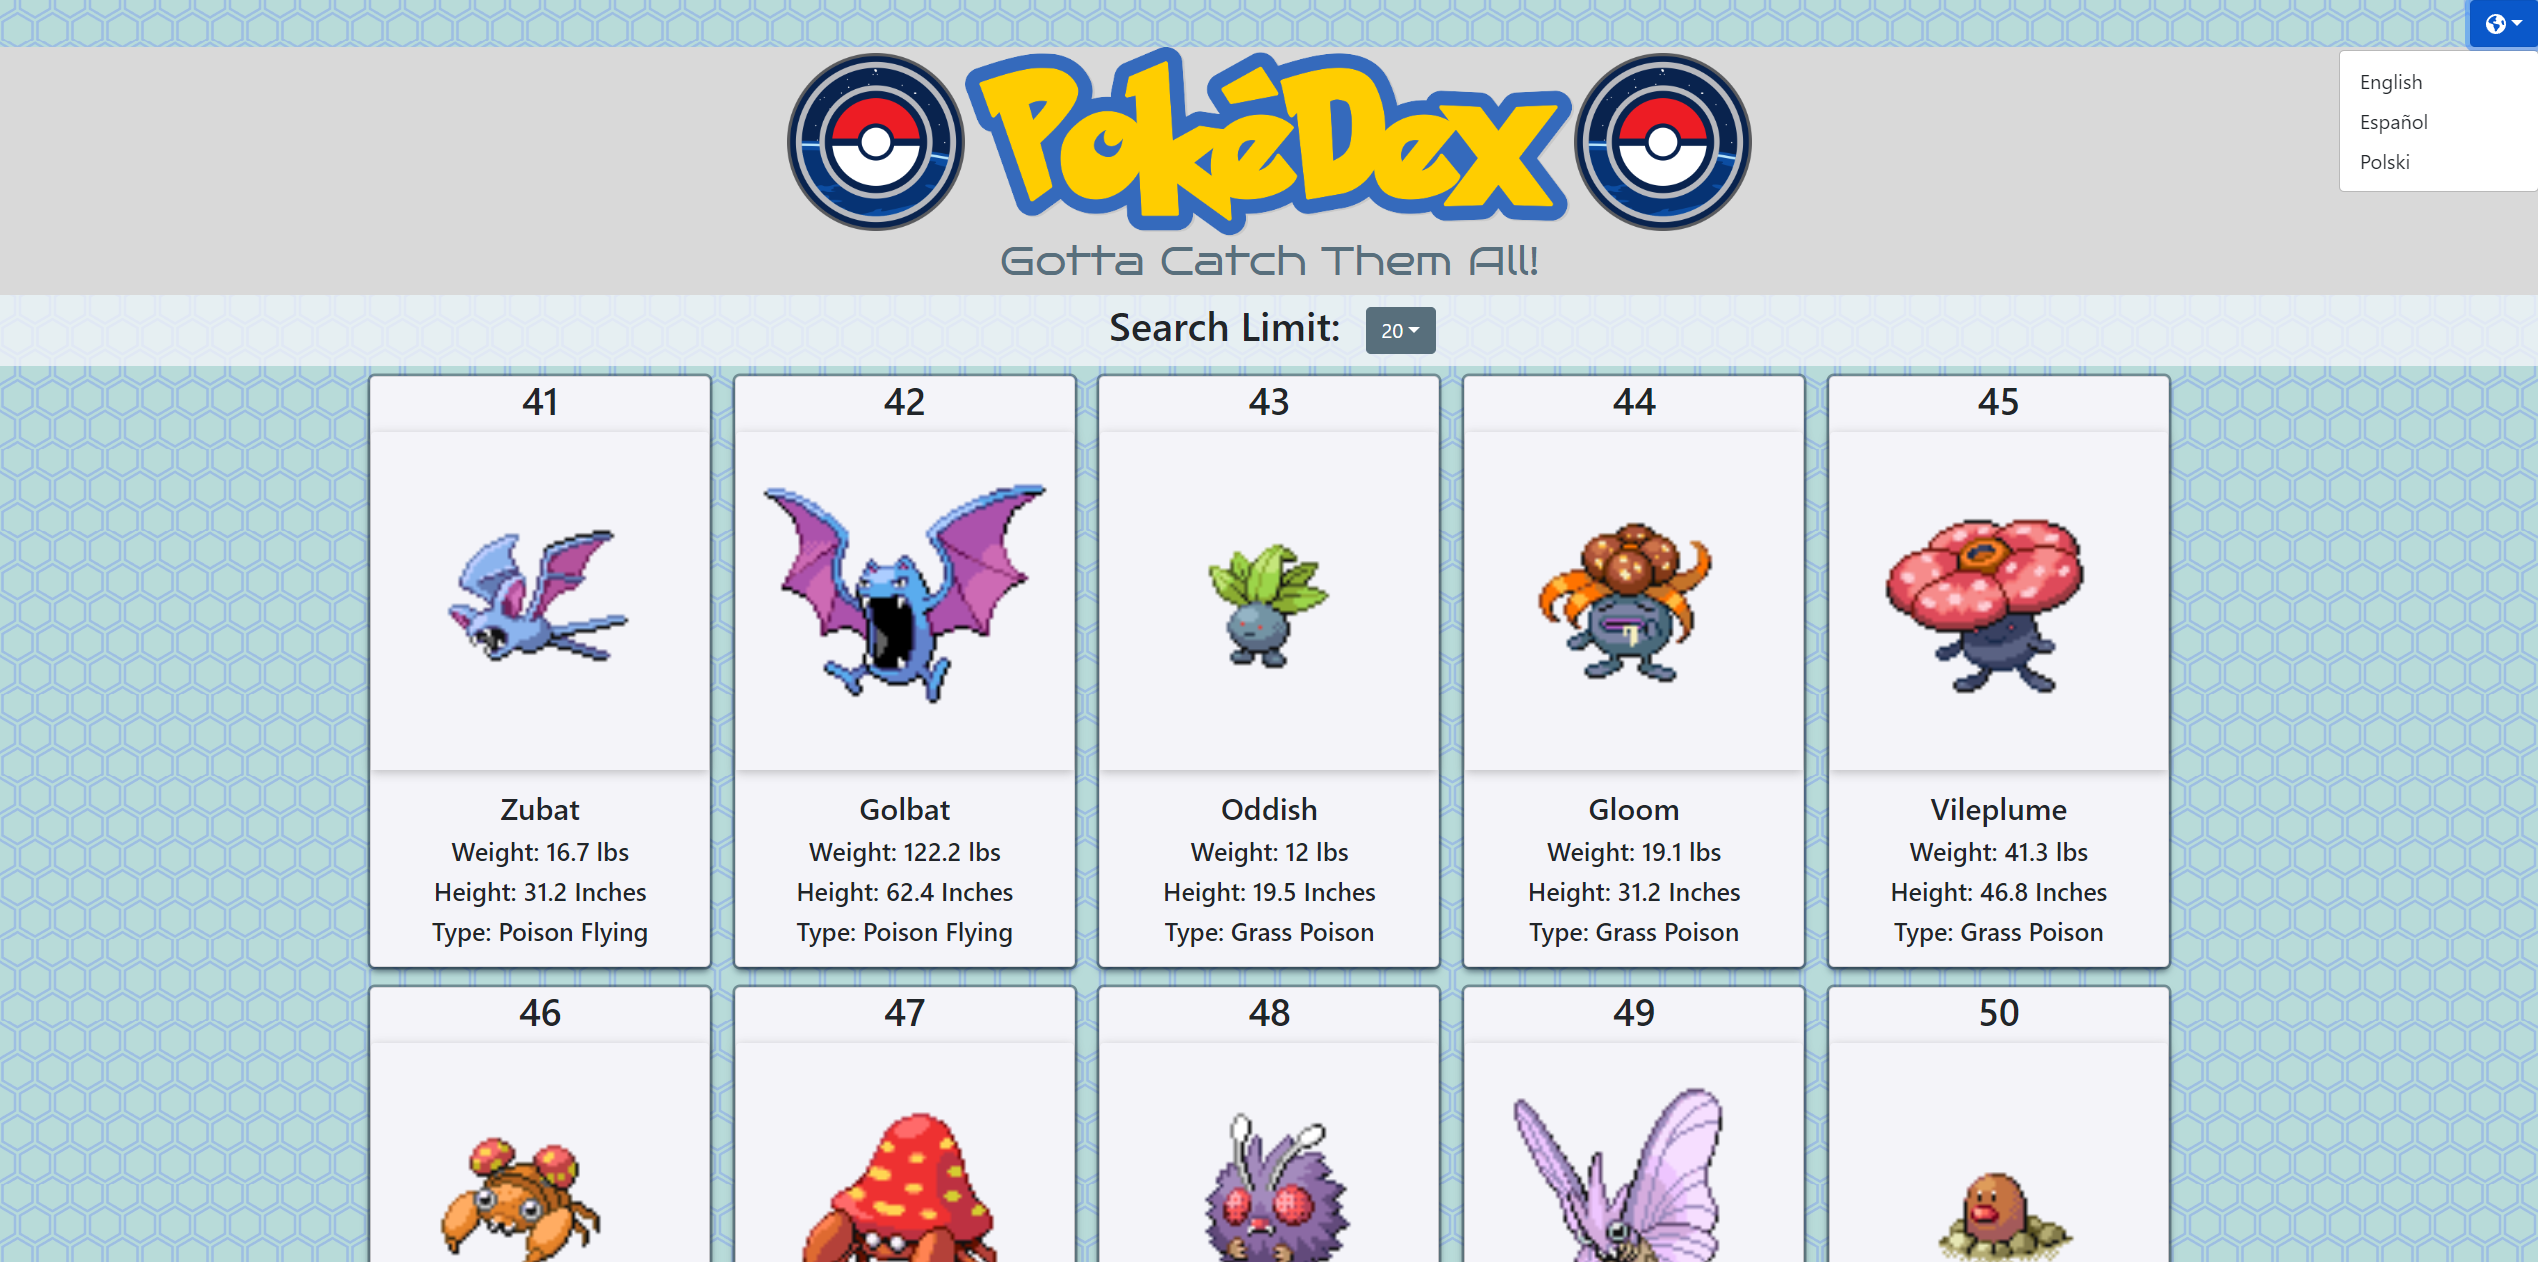 English
Español
Polski
PokéDex
Gotta Catch Them All!
Search Limit: 20
41 42 43 44 45
Zubat Golbat Oddish Gloom Vileplume
Weight: 16.7 lbs Weight: 122.2 lbs Weight: 12 lbs Weight: 19.1 lbs Weight: 41.3 lbs
Height: 31.2 Inches Height: 62.4 Inches Height: 19.5 Inches Height: 31.2 Inches Height: 46.8 Inches
Type: Poison Flying Type: Poison Flying Type: Grass Poison Type: Grass Poison Type: Grass Poison
46 47 48 49 50